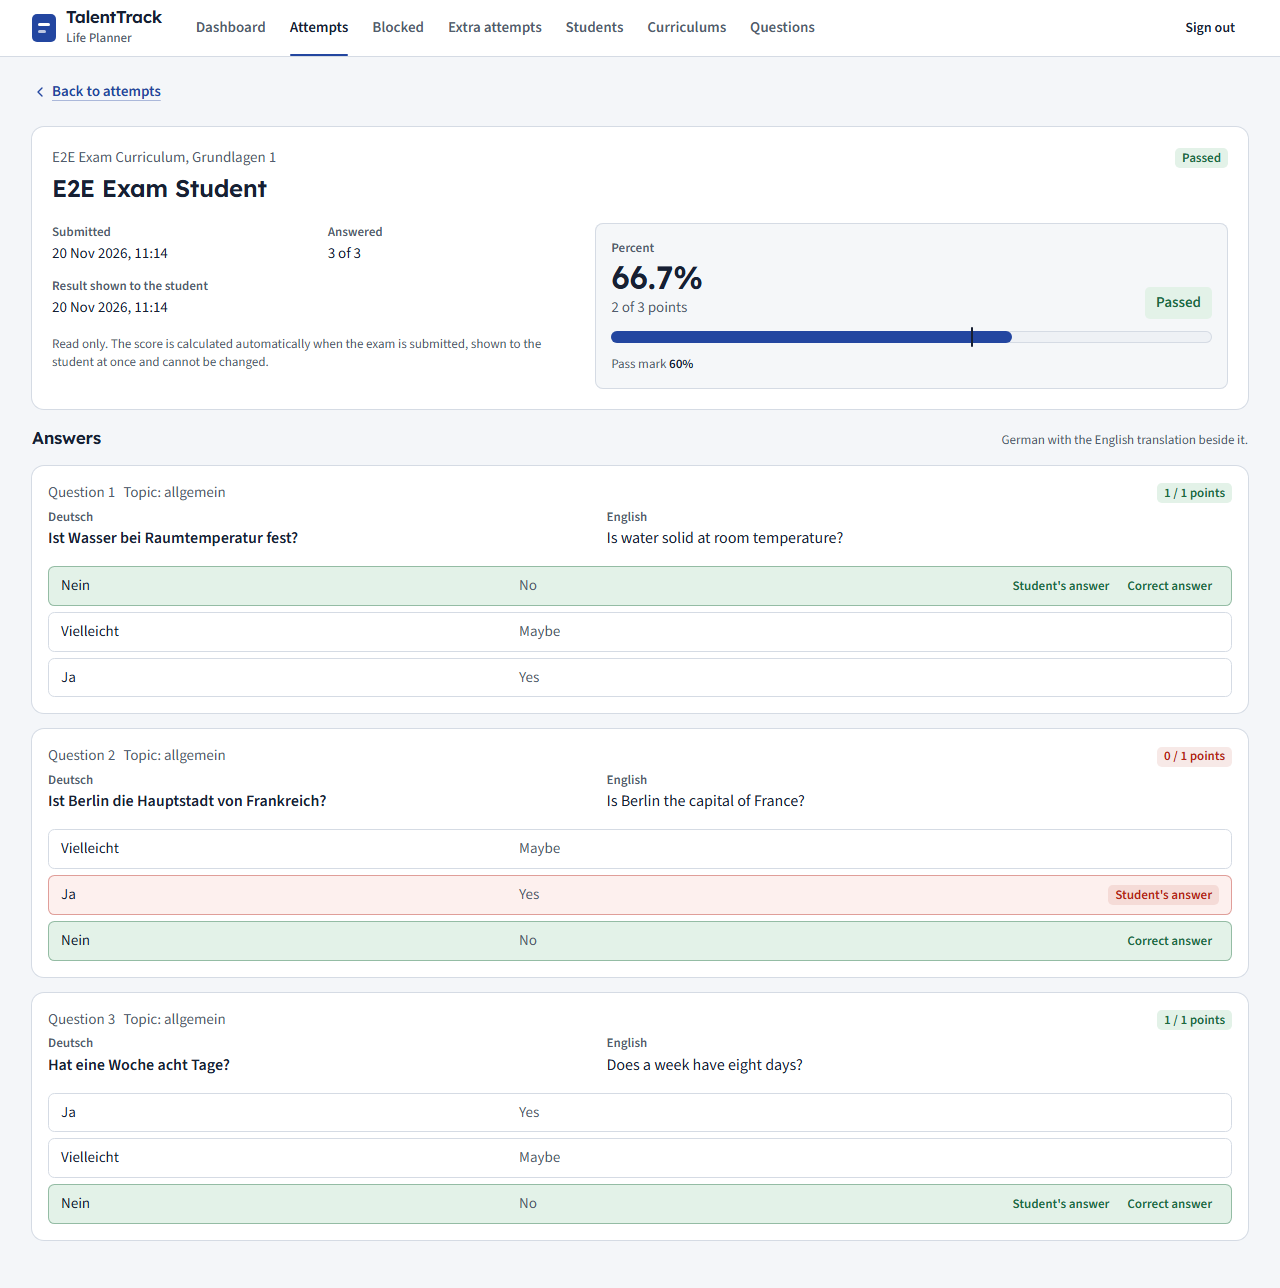 TalentTrack
Life Planner
Dashboard Attempts Blocked Extra attempts Students Curriculums Questions
Sign out
Back to attempts
E2E Exam Curriculum, Grundlagen 1
Passed
E2E Exam Student
Submitted
20 Nov 2026, 11:14
Answered
3 of 3
Result shown to the student
20 Nov 2026, 11:14
Read only. The score is calculated automatically when the exam is submitted, shown to the
student at once and cannot be changed.
Percent
66.7%
2 of 3 points
Passed
Pass mark 60%
Answers
German with the English translation beside it.
Question 1 Topic: allgemein
1 / 1 points
Deutsch
Ist Wasser bei Raumtemperatur fest?
English
Is water solid at room temperature?
Nein No Student's answer Correct answer
Vielleicht Maybe
Ja Yes
Question 2 Topic: allgemein
0 / 1 points
Deutsch
Ist Berlin die Hauptstadt von Frankreich?
English
Is Berlin the capital of France?
Vielleicht Maybe
Ja Yes Student's answer
Nein No Correct answer
Question 3 Topic: allgemein
1 / 1 points
Deutsch
Hat eine Woche acht Tage?
English
Does a week have eight days?
Ja Yes
Vielleicht Maybe
Nein No Student's answer Correct answer